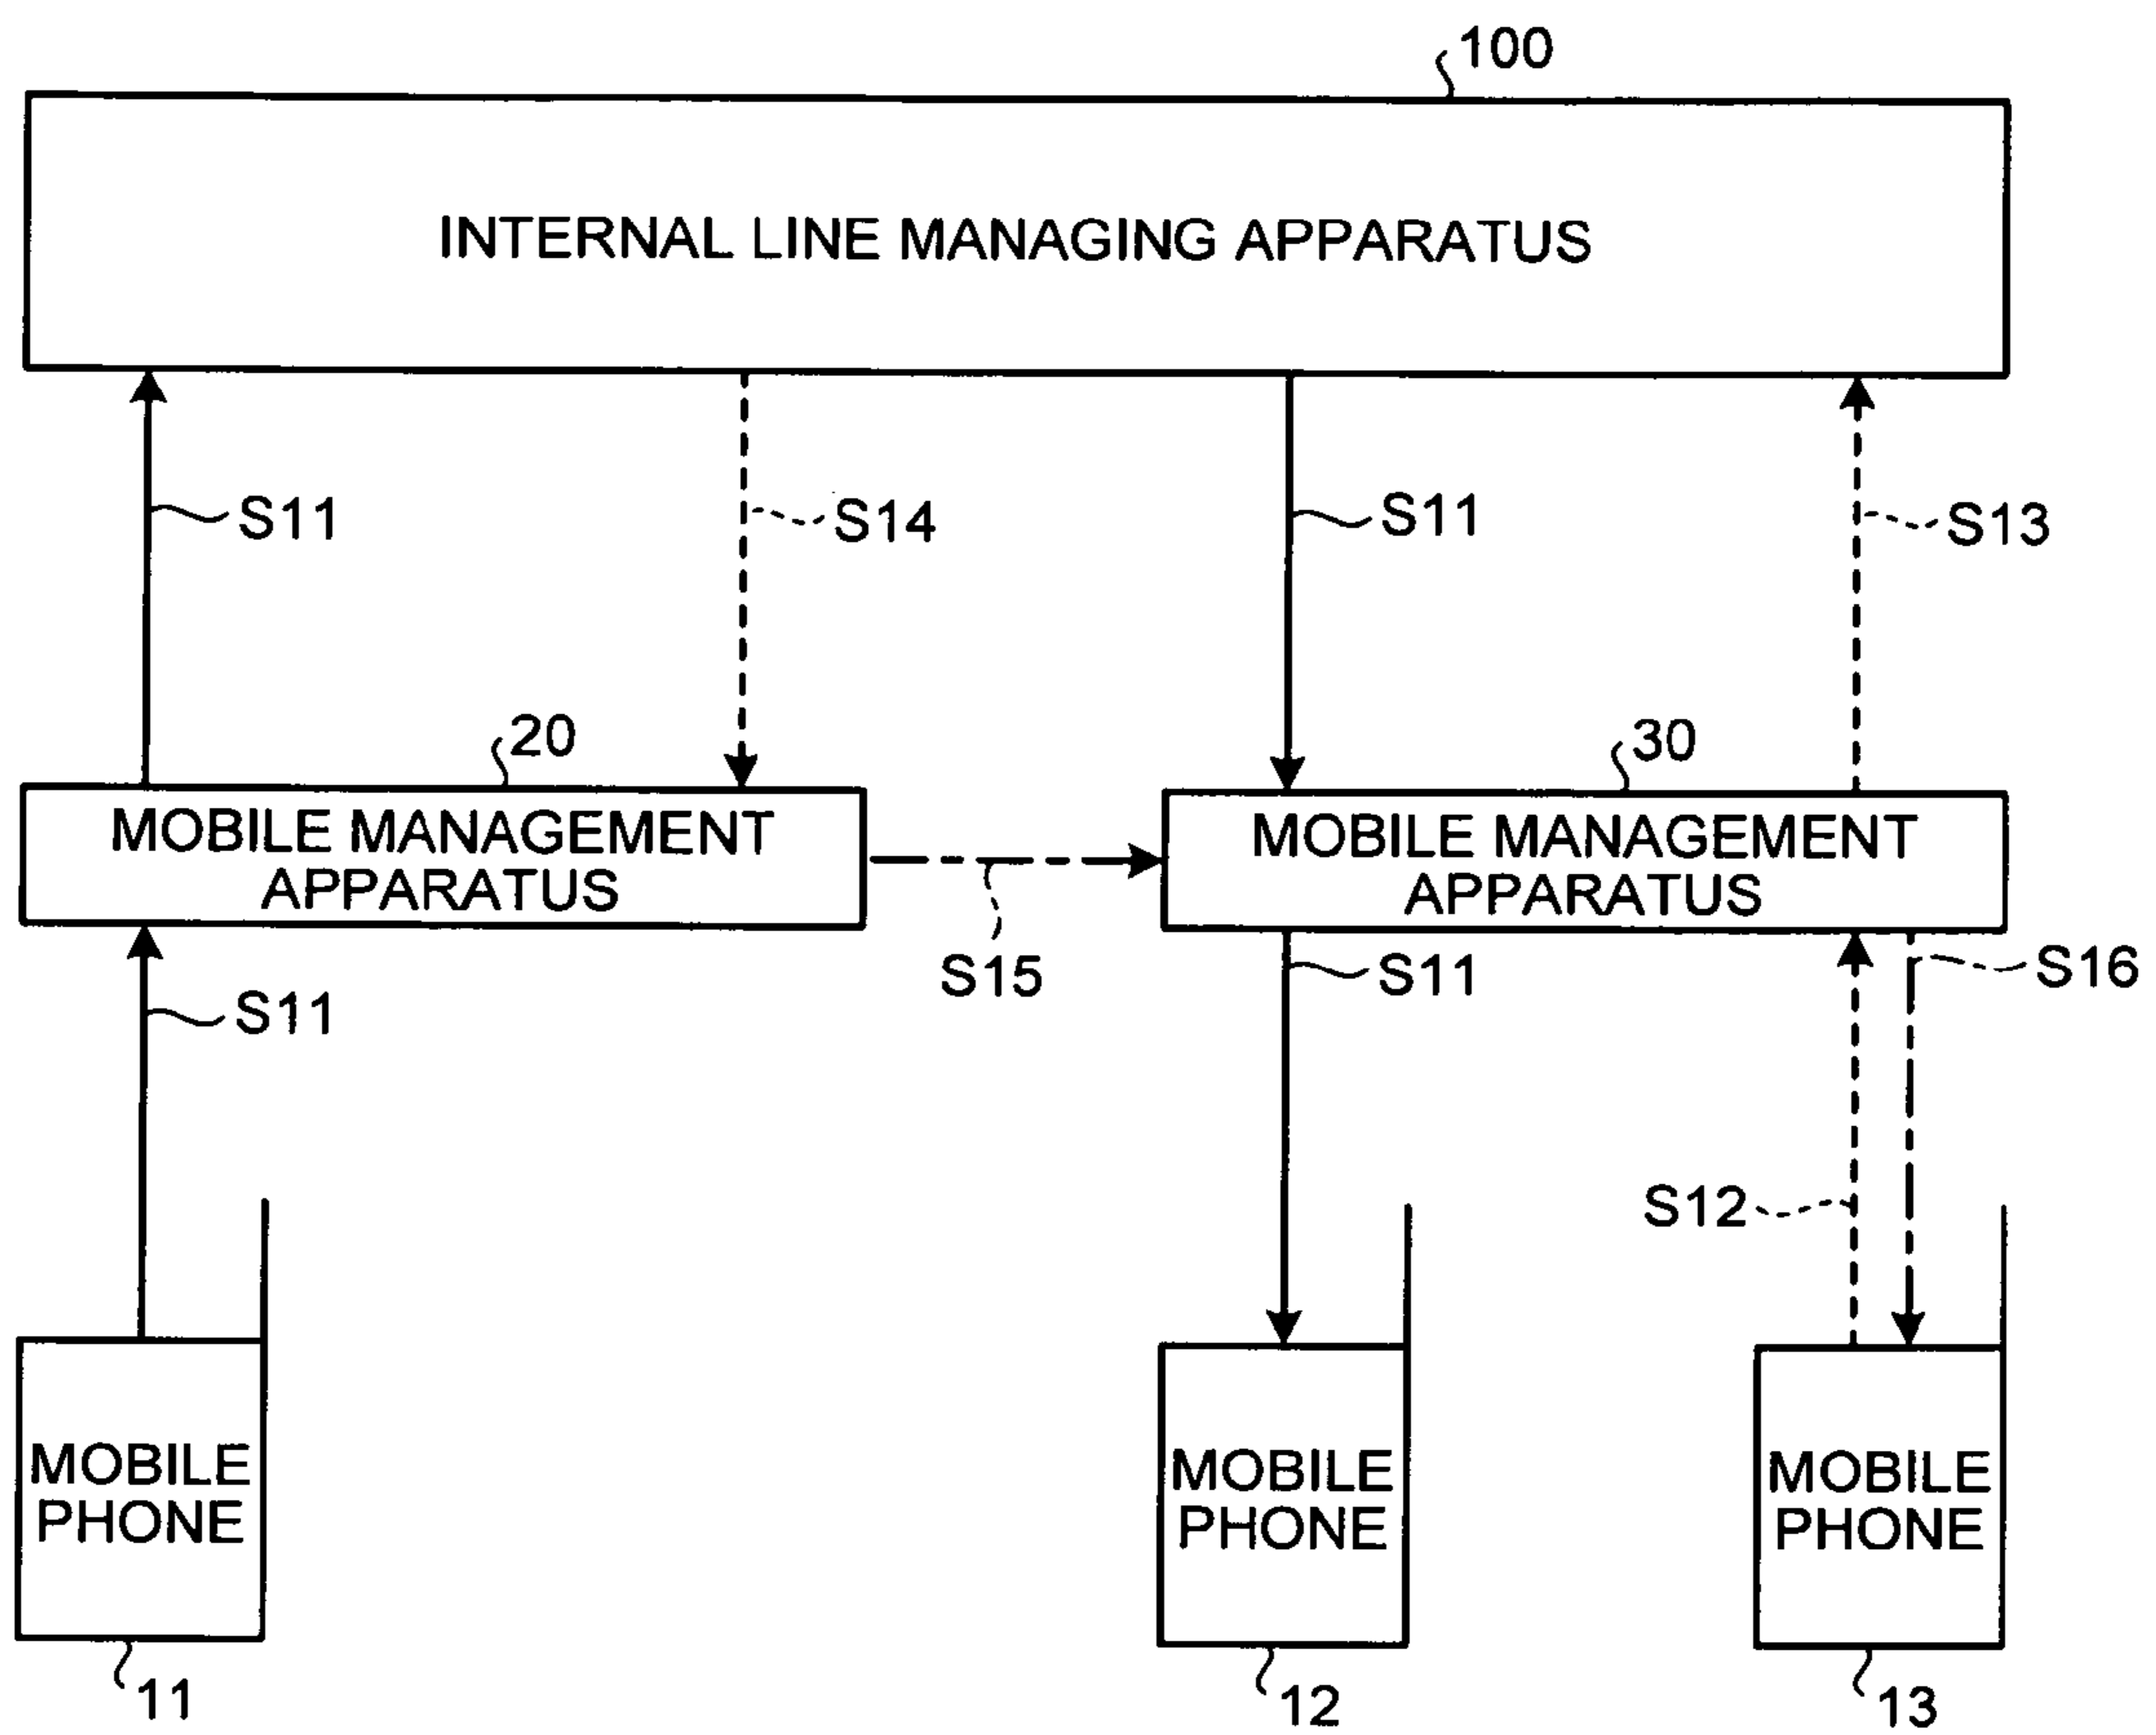 100
INTERNAL LINE MANAGING APPARATUS
S11
S14
S11
S13
20
30
MOBILE MANAGEMENT
APPARATUS
MOBILE MANAGEMENT
APPARATUS
S15
S11
S16
S11
S12
MOBILE
PHONE
MOBILE
PHONE
MOBILE
PHONE
11
12
13